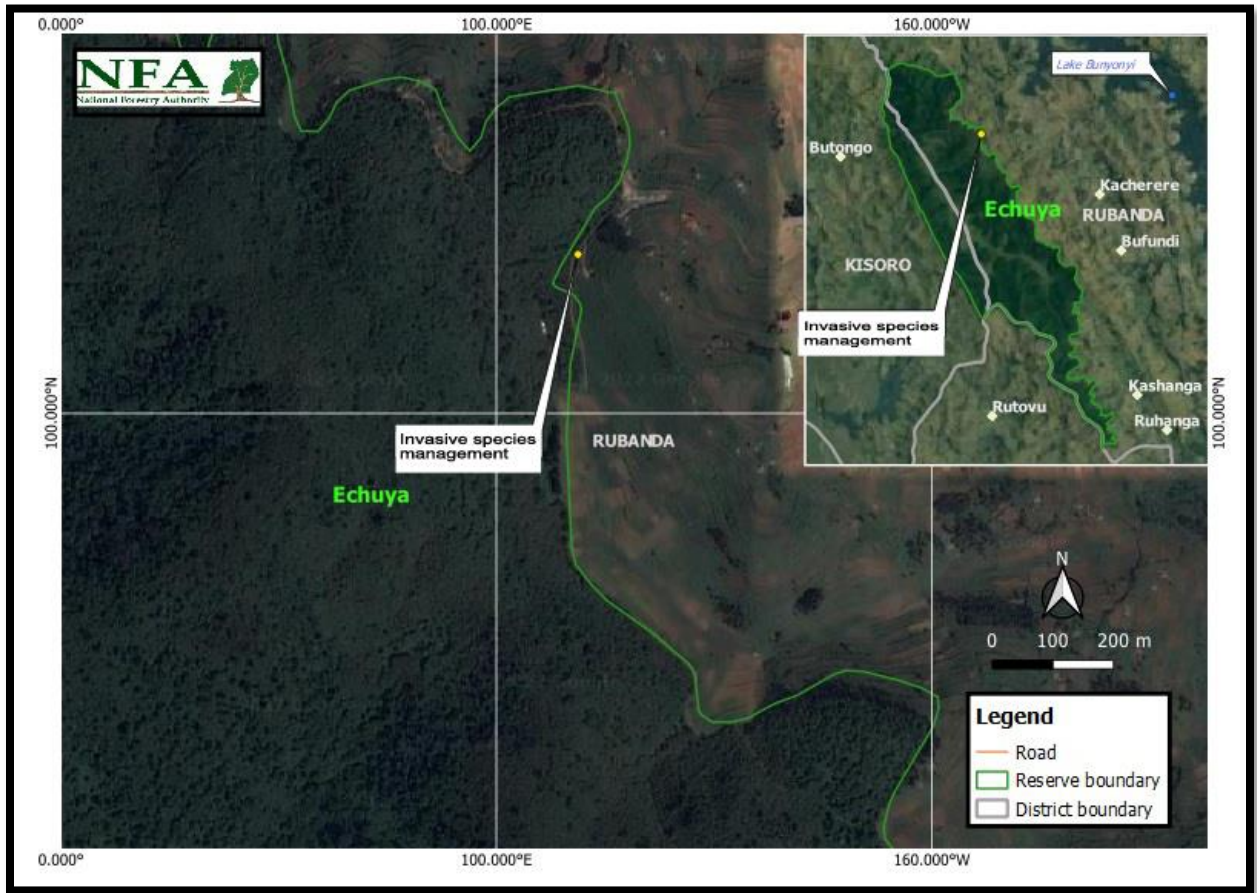 0.000°
100.000°E
160.000°W
NFA
National Forestry Authority
Lake Bunyonyi
Butongo
Kacherere
Echuya
RUBANDA
Bufundi
KISORO
Invasive species
management
Kashanga
Rutovu
Ruhanga
100.000°N
100.000°N
Invasive species
management
RUBANDA
Echuya
N
0 100 200 m
Legend
Road
Reserve boundary
District boundary
0.000°
100.000°E
160.000°W